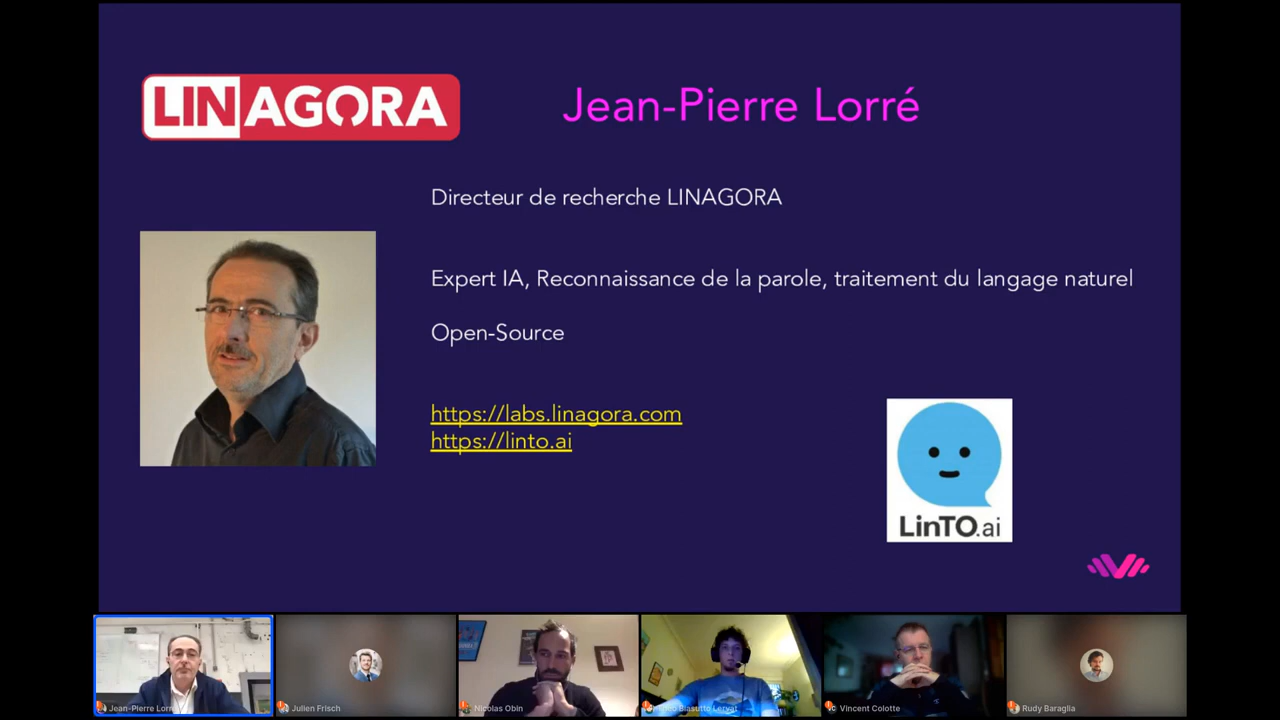 LINAGORA
Jean-Pierre Lorré
Directeur de recherche LINAGORA
Expert IA, Reconnaissance de la parole, traitement du langage naturel
Open-Source
https://labs.linagora.com
https://linto.ai
LinTO.ai
Jean-Pierre Lorré
Julien Frisch
Nicolas Obin
Biasutto Lervat
Vincent Colotte
Rudy Baraglia